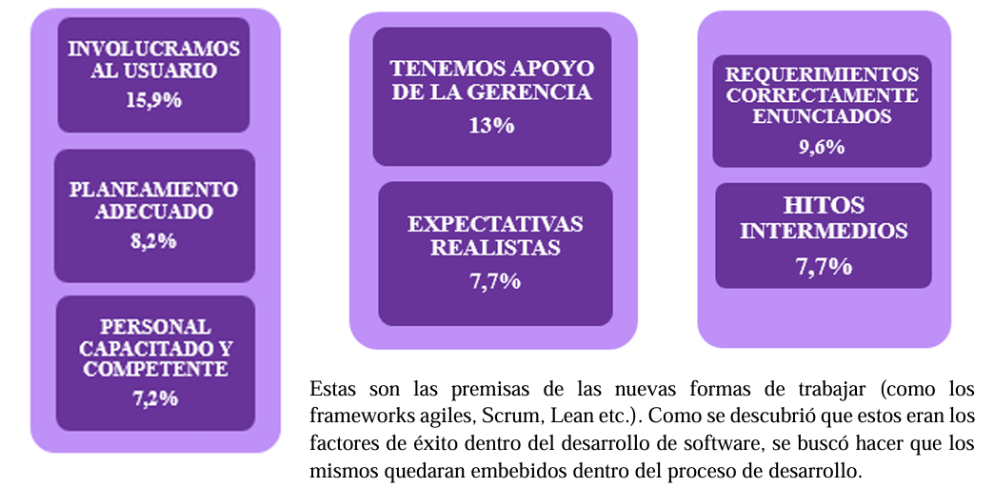 INVOLUCRAMOS
AL USUARIO
15,9%
PLANEAMIENTO
ADECUADO
8,2%
PERSONAL
CAPACITADO Y
COMPETENTE
7,2%
TENEMOS APOYO
DE LA GERENCIA
13%
EXPECTATIVAS
REALISTAS
7,7%
REQUERIMIENTOS
CORRECTAMENTE
ENUNCIADOS
9,6%
HITOS
INTERMEDIOS
7,7%
Estas son las premisas de las nuevas formas de trabajar (como los
frameworks agiles, Scrum, Lean etc.). Como se descubrió que estos eran los
factores de éxito dentro del desarrollo de software, se buscó hacer que los
mismos quedaran embebidos dentro del proceso de desarrollo.